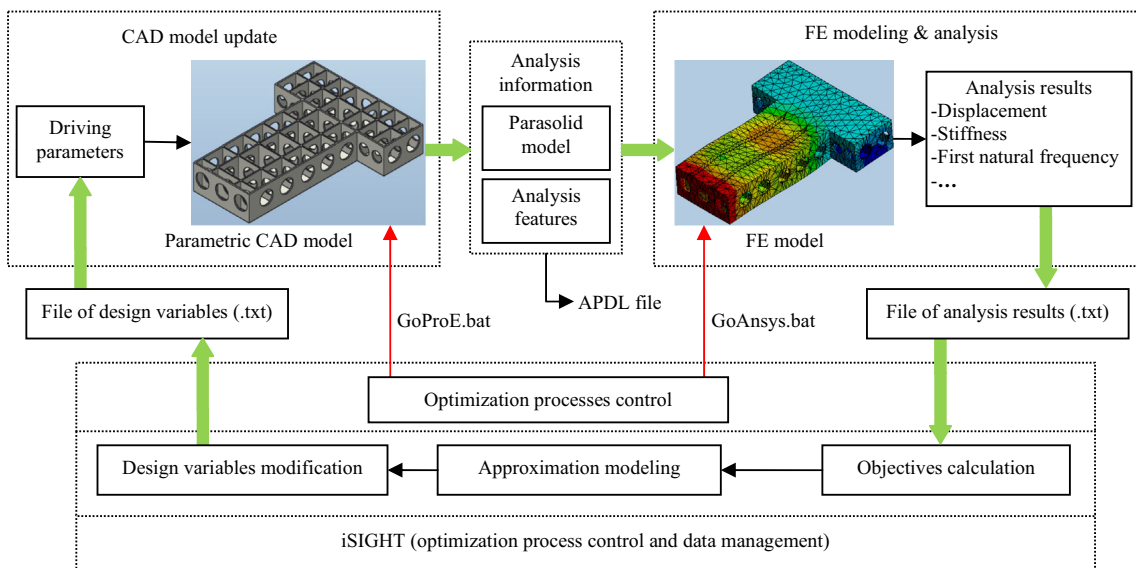 CAD model update
Driving
parameters
Parametric CAD model
Analysis
information
Parasolid
model
Analysis
features
APDL file
FE modeling & analysis
FE model
Analysis results
-Displacement
-Stiffness
-First natural frequency
-...
File of design variables (.txt)
GoProE.bat
GoAnsys.bat
File of analysis results (.txt)
Optimization processes control
Design variables modification
Approximation modeling
Objectives calculation
iSIGHT (optimization process control and data management)